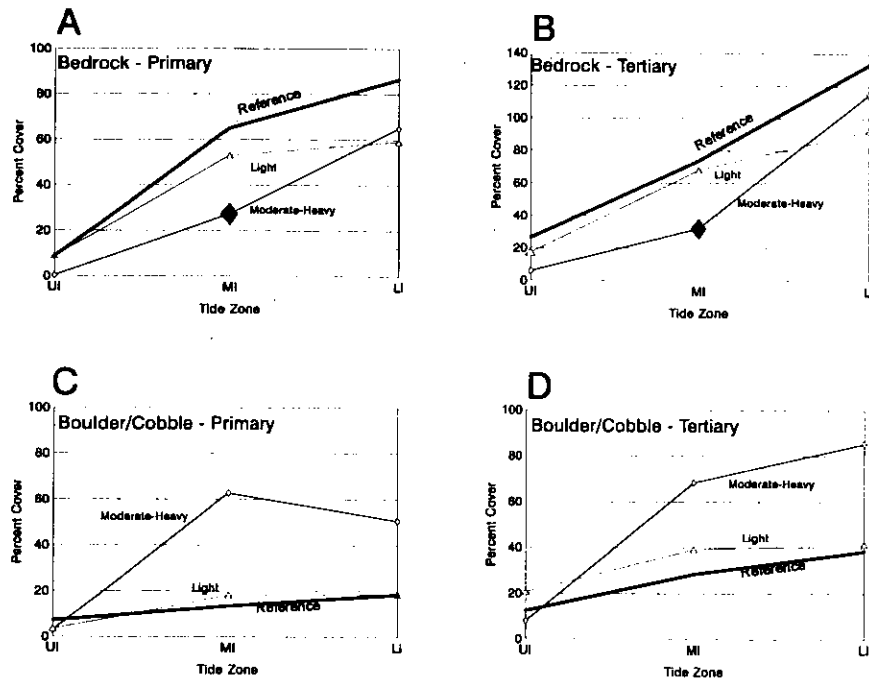 A
Bedrock - Primary
100
80
60
40
20
0
Percent Cover
Reference
Light
Moderate-Heavy
UI
MI
LI
Tide Zone
B
Bedrock - Tertiary
140
120
100
80
60
40
20
0
Percent Cover
Reference
Light
Moderate-Heavy
UI
MI
Tide Zone
C
Boulder/Cobble - Primary
100
80
60
40
20
0
Percent Cover
Moderate-Heavy
Light
Reference
UI
MI
LI
Tide Zone
D
Boulder/Cobble - Tertiary
100
80
60
40
20
0
Percent Cover
Moderate-Heavy
Light
Reference
UI
MI
LI
Tide Zone